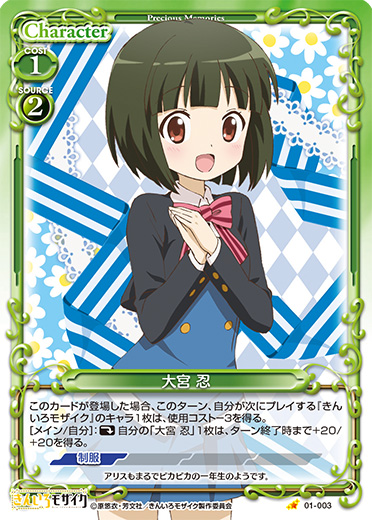 Precious Memories
Character
COST
1
SOURCE
2
大宮 忍
このカードが登場した場合、このターン、自分が次にプレイする「きん
いろモザイク」のキャラ1枚は、使用コスト-3を得る。
[メイン/自分]: 自分の「大宮 忍」1枚は、ターン終了時まで+20/
+20を得る。
制服
アリスもまるでピカピカの一年生のようです。
きんいろモザイク
©原悠衣・芳文社/きんいろモザイク製作委員会
01-003